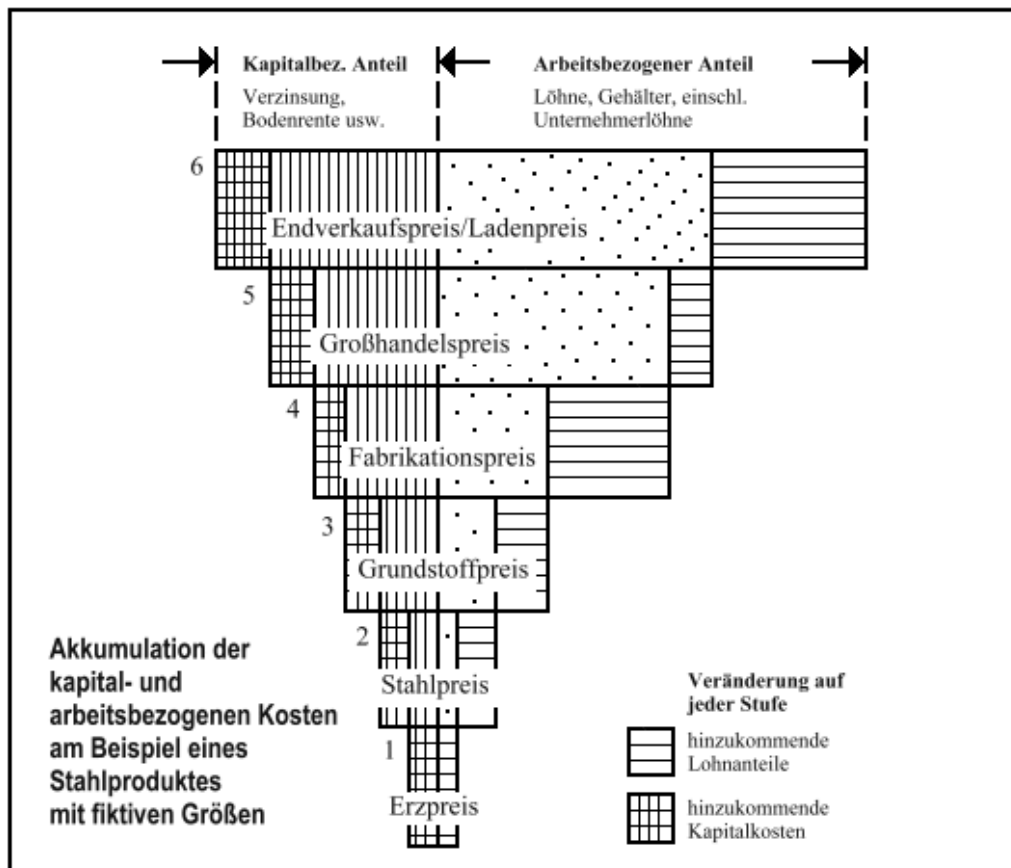 Kapitalbez. Anteil
Verzinsung,
Bodenrente usw.
Arbeitsbezogener Anteil
Löhne, Gehälter, einschl.
Unternehmerlöhne
6
Endverkaufspreis/Ladenpreis
5
Großhandelspreis
4
Fabrikationspreis
3
Grundstoffpreis
2
Stahlpreis
1
Erzpreis
Akkumulation der
kapital- und
arbeitsbezogenen Kosten
am Beispiel eines
Stahlproduktes
mit fiktiven Größen
Veränderung auf
jeder Stufe
hinzukommende
Lohnanteile
hinzukommende
Kapitalkosten